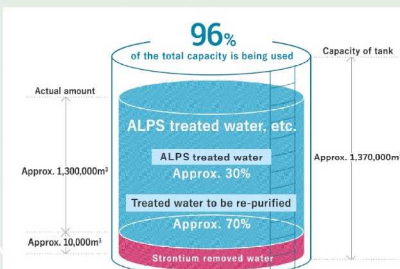 96%
of the total capacity is being used
Capacity of tank
Actual amount
ALPS treated water, etc.
ALPS treated water
Approx. 30%
Approx. 1,300,000m³
Approx. 1,370,000m³
Treated water to be re-purified
Approx. 70%
Approx. 10,000m³
Strontium removed water